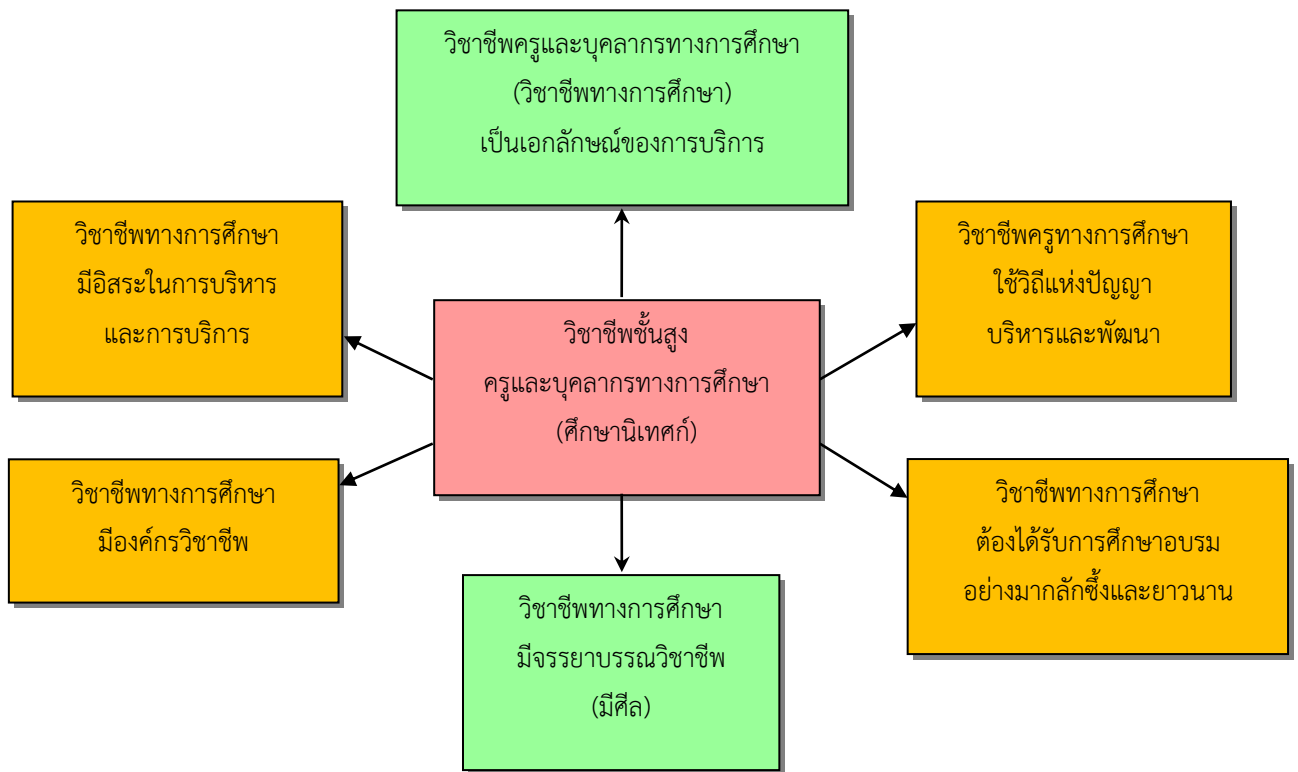 วิชาชีพครูและบุคลากรทางการศึกษา
(วิชาชีพทางการศึกษา)
เป็นเอกลักษณ์ของการบริการ
วิชาชีพทางการศึกษา
มีอิสระในการบริหาร
และการบริการ
วิชาชีพครูทางการศึกษา
ใช้วิถีแห่งปัญญา
บริหารและพัฒนา
วิชาชีพชั้นสูง
ครูและบุคลากรทางการศึกษา
(ศึกษานิเทศก์)
วิชาชีพทางการศึกษา
มีองค์กรวิชาชีพ
วิชาชีพทางการศึกษา
ต้องได้รับการศึกษาอบรม
อย่างมากลักซึ้งและยาวนาน
วิชาชีพทางการศึกษา
มีจรรยาบรรณวิชาชีพ
(มีศีล)